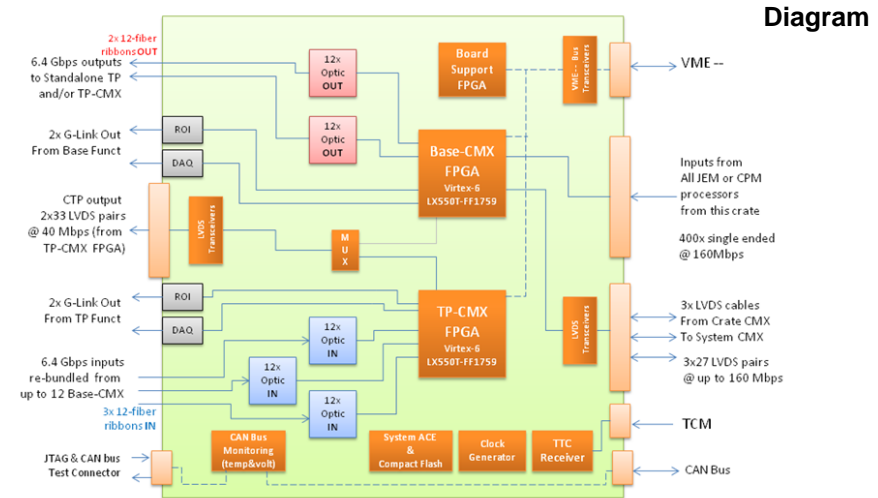 Diagram
2x 12-fiber
ribbons OUT
6.4 Gbps outputs
to Standalone TP
and/or TP-CMX
12x
Optic
OUT
Board
Support
FPGA
VME-- Bus
Transceivers
VME --
12x
Optic
OUT
2x G-Link Out
From Base Funct
ROI
DAQ
Base-CMX
FPGA
Virtex-6
LX550T-FF1759
Inputs from
All JEM or CPM
processors
from this crate
400x single ended
@ 160Mbps
CTP output
2x33 LVDS pairs
@ 40 Mbps (from
TP-CMX FPGA)
LVDS
Transceivers
M
U
X
2x G-Link Out
From TP Funct
ROI
DAQ
TP-CMX
FPGA
Virtex-6
LX550T-FF1759
LVDS
Transceivers
3x LVDS cables
From Crate CMX
To System CMX
3x27 LVDS pairs
@ up to 160 Mbps
6.4 Gbps inputs
re-bundled from
up to 12 Base-CMX
12x
Optic
IN
12x
Optic
IN
12x
Optic
IN
3x 12-fiber
ribbons IN
TCM
CAN Bus
Monitoring
(temp&volt)
System ACE
&
Compact Flash
Clock
Generator
TTC
Receiver
JTAG & CAN bus
Test Connector
CAN Bus